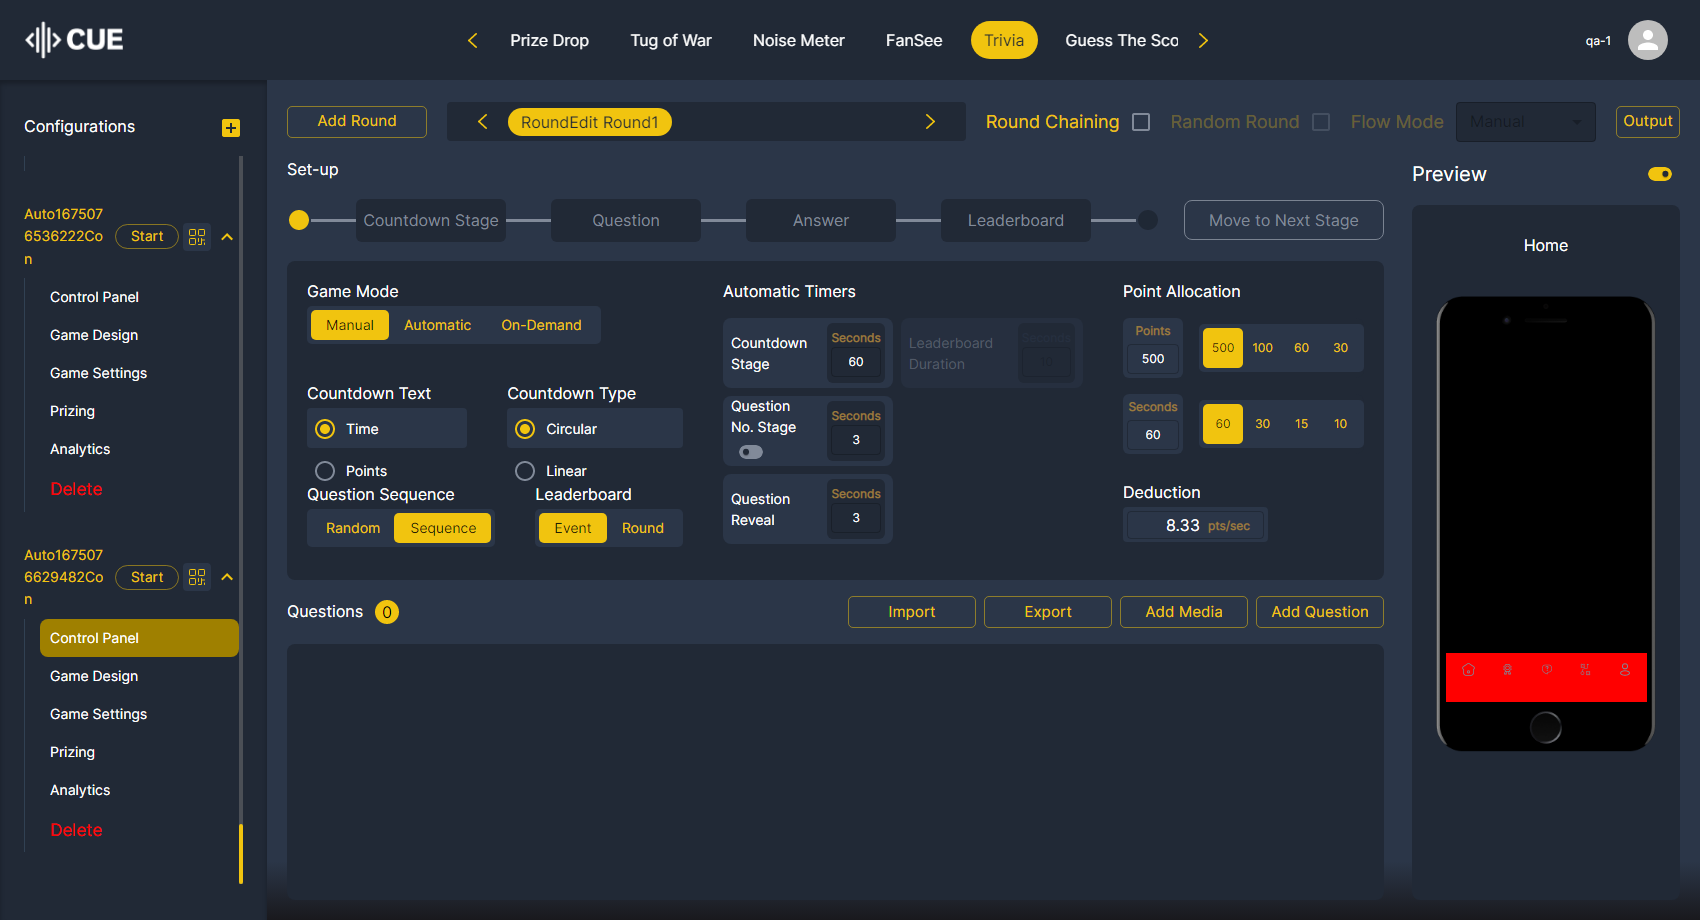 CUE
Prize Drop
Tug of War
Noise Meter
FanSee
Trivia
Guess The Sco
qa-1
Configurations
Auto167507
6536222Co
n
Start
Control Panel
Game Design
Game Settings
Prizing
Analytics
Delete
Auto167507
6629482Co
n
Start
Control Panel
Game Design
Game Settings
Prizing
Analytics
Delete
Add Round
RoundEdit Round1
Round Chaining
Random Round
Flow Mode
Manual
Output
Set-up
Countdown Stage
Question
Answer
Leaderboard
Move to Next Stage
Game Mode
Manual
Automatic
On-Demand
Countdown Text
Time
Points
Countdown Type
Circular
Linear
Question Sequence
Random
Sequence
Leaderboard
Event
Round
Automatic Timers
Countdown
Stage
Seconds
60
Leaderboard
Duration
Seconds
Question
No. Stage
Seconds
3
Question
Reveal
Seconds
3
Point Allocation
Points
500
500
100
60
30
Seconds
60
60
30
15
10
Deduction
8.33 pts/sec
Questions
0
Import
Export
Add Media
Add Question
Preview
Home